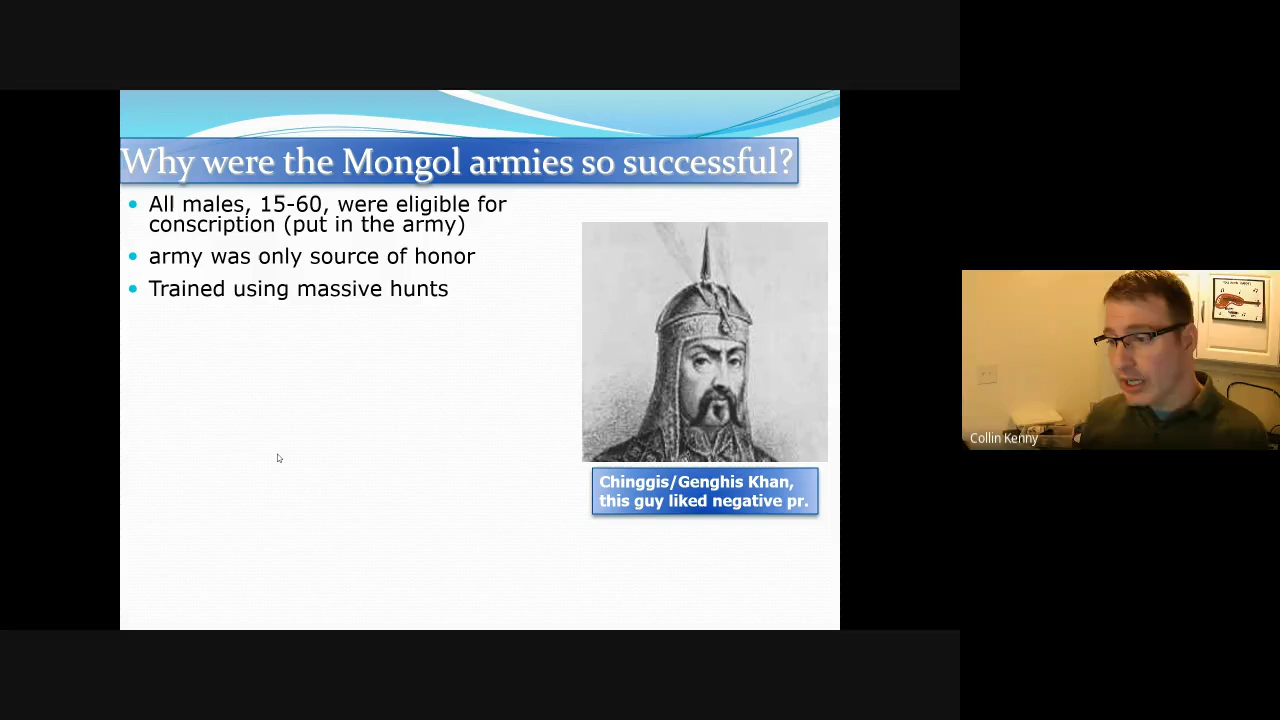 Why were the Mongol armies so successful?
All males, 15-60, were eligible for
conscription (put in the army)
army was only source of honor
Trained using massive hunts
Chinggis/Genghis Khan,
this guy liked negative pr.
Collin Kenny